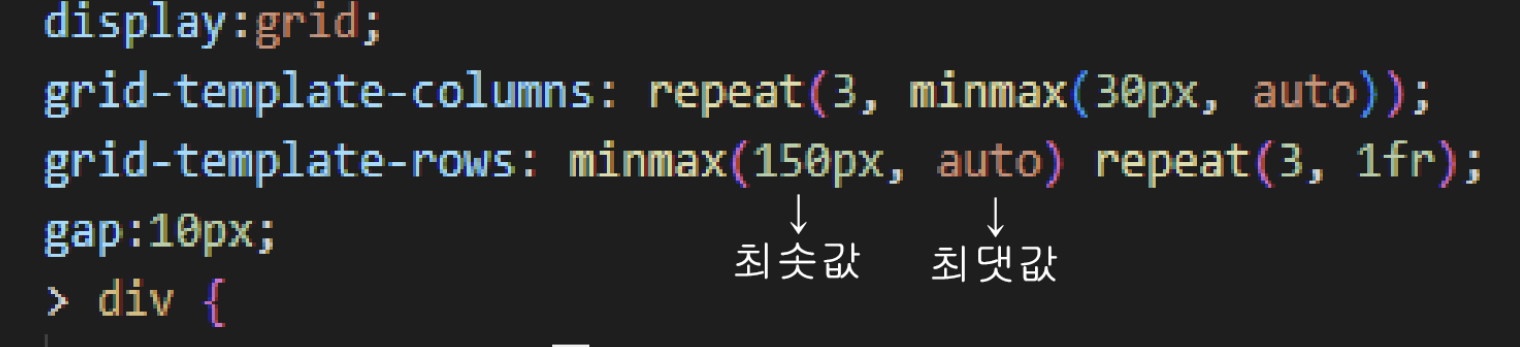 display:grid;
grid-template-columns: repeat(3, minmax(30px, auto));
grid-template-rows: minmax(150px, auto) repeat(3, 1fr);
gap:10px;
최솟값 최댓값
> div {